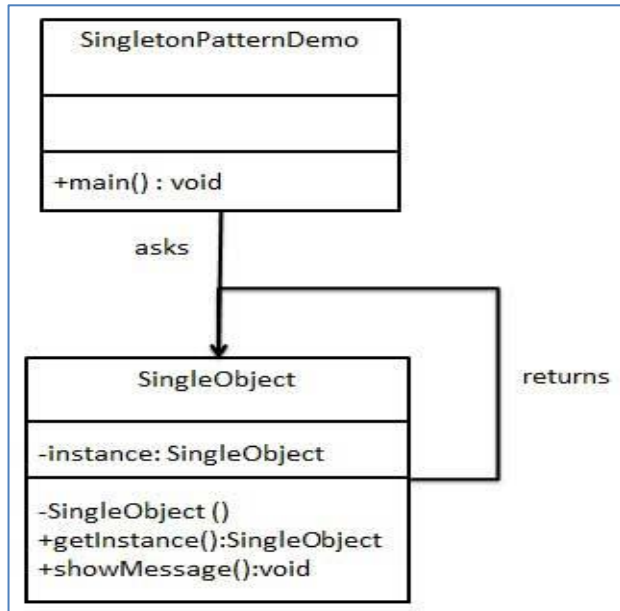 SingletonPatternDemo
+main() : void
asks
returns
SingleObject
-instance: SingleObject
-SingleObject ()
+getInstance():SingleObject
+showMessage():void